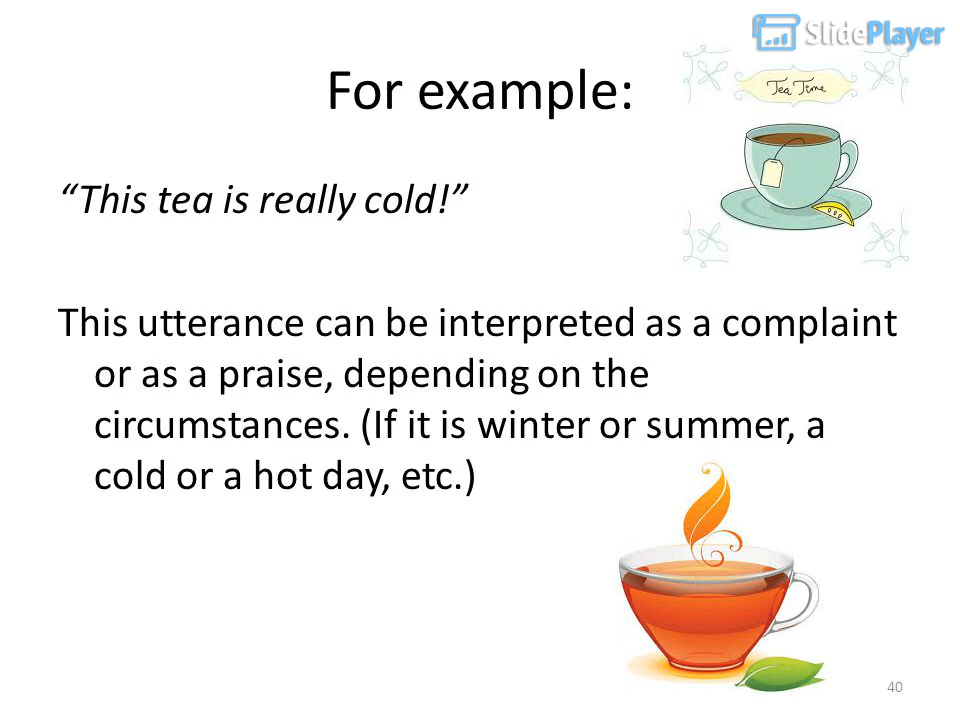 SlidePlayer
For example:
Tea Time
“This tea is really cold!”
This utterance can be interpreted as a complaint
or as a praise, depending on the
circumstances. (If it is winter or summer, a
cold or a hot day, etc.)
40